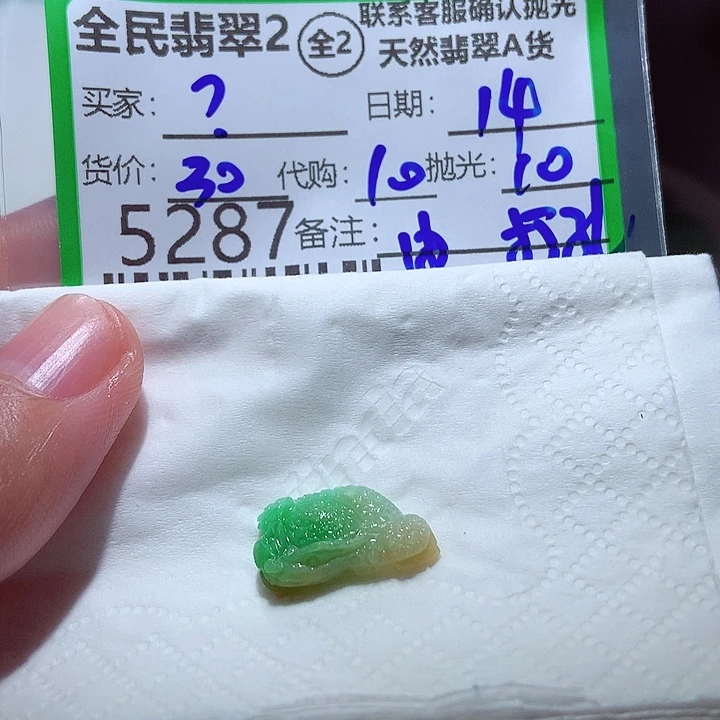 全民翡翠2 全2 联系客服确认抛光
天然翡翠A货
买家: ? 日期: 14
货价: 30 代购: 10 抛光: 10
5287 备注: